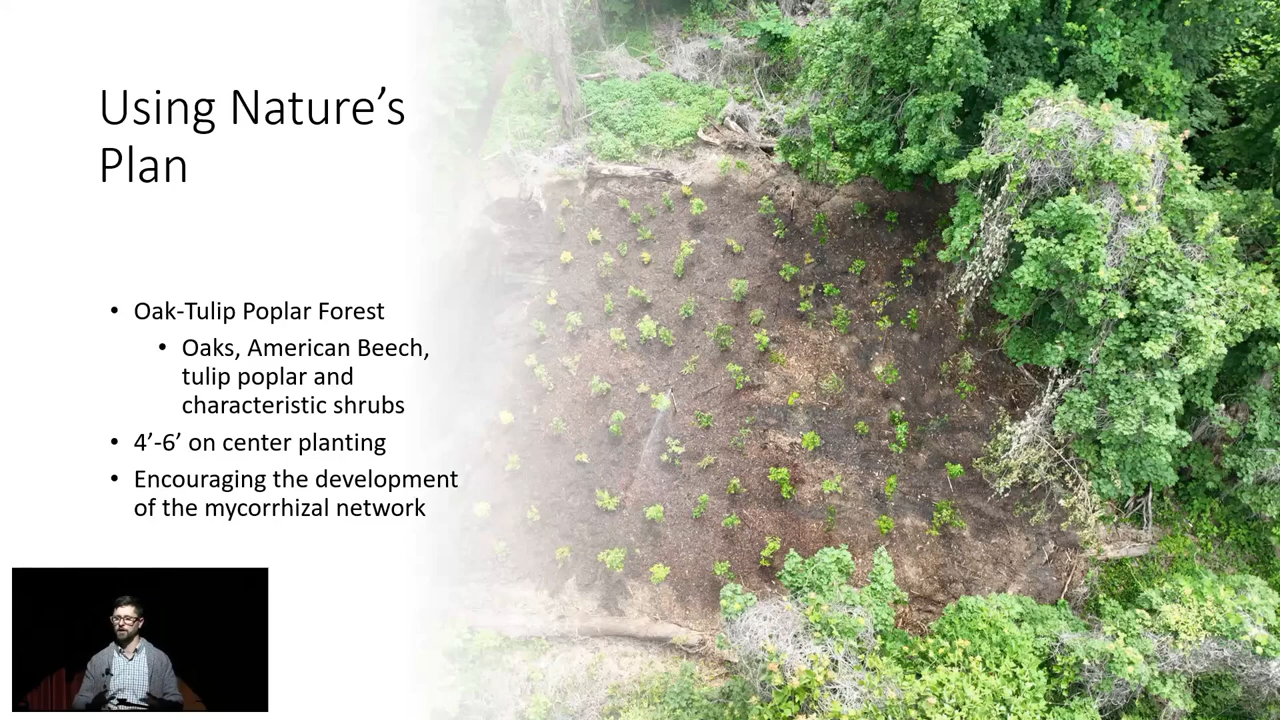 Using Nature’s
Plan
• Oak-Tulip Poplar Forest
• Oaks, American Beech,
tulip poplar and
characteristic shrubs
• 4’-6’ on center planting
• Encouraging the development
of the mycorrhizal network